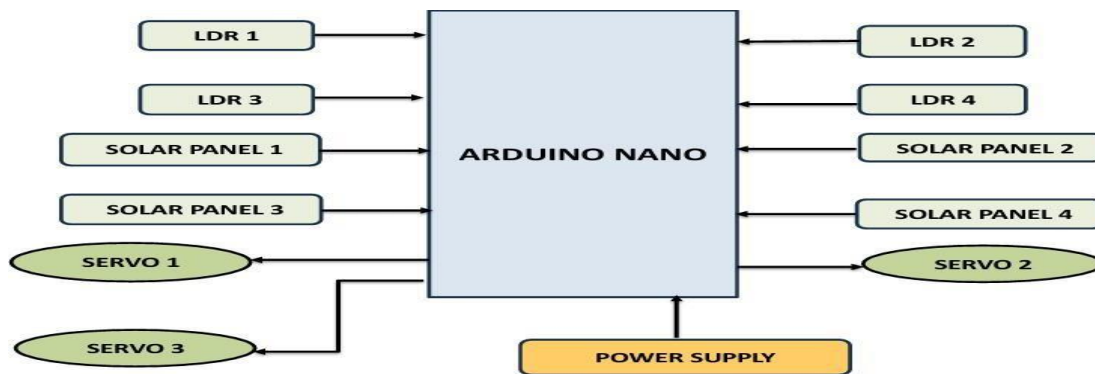 LDR 1
LDR 2
LDR 3
LDR 4
SOLAR PANEL 1
ARDUINO NANO
SOLAR PANEL 2
SOLAR PANEL 3
SOLAR PANEL 4
SERVO 1
SERVO 2
SERVO 3
POWER SUPPLY